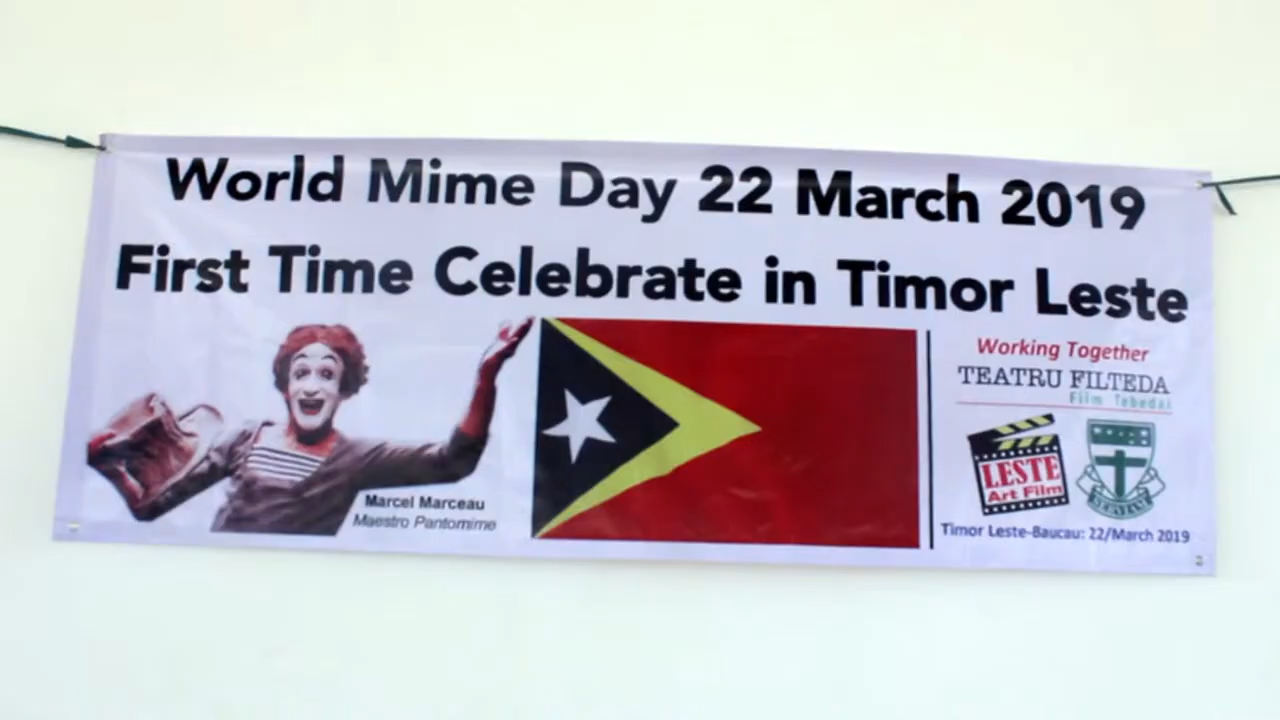 World Mime Day 22 March 2019
First Time Celebrate in Timor Leste
Marcel Marceau
Maestro Pantomime
Working Together
TEATRU FILTEDA
Film Tebedai
LESTE
Art Film
Timor Leste-Baucau: 22/March 2019